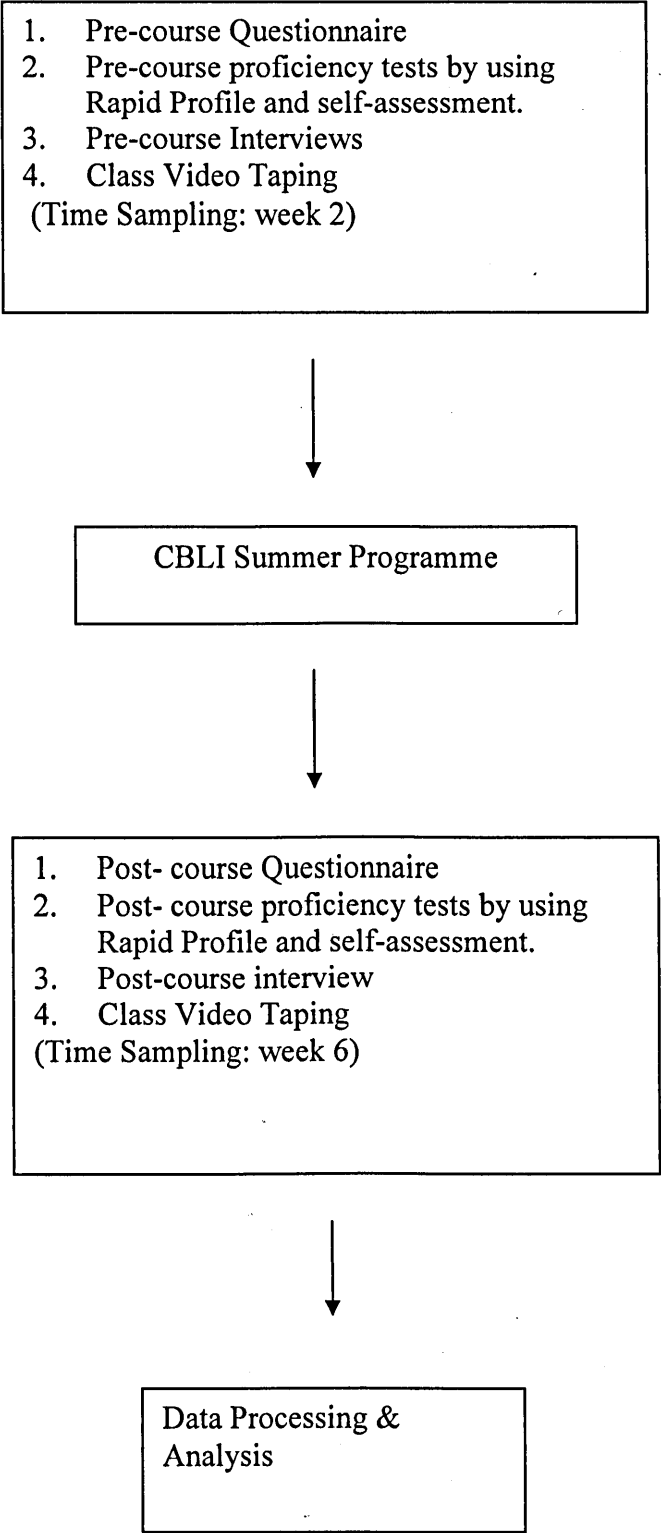 1. Pre-course Questionnaire
2. Pre-course proficiency tests by using
Rapid Profile and self-assessment.
3. Pre-course Interviews
4. Class Video Taping
(Time Sampling: week 2)
CBLI Summer Programme
1. Post- course Questionnaire
2. Post- course proficiency tests by using
Rapid Profile and self-assessment.
3. Post-course interview
4. Class Video Taping
(Time Sampling: week 6)
Data Processing &
Analysis